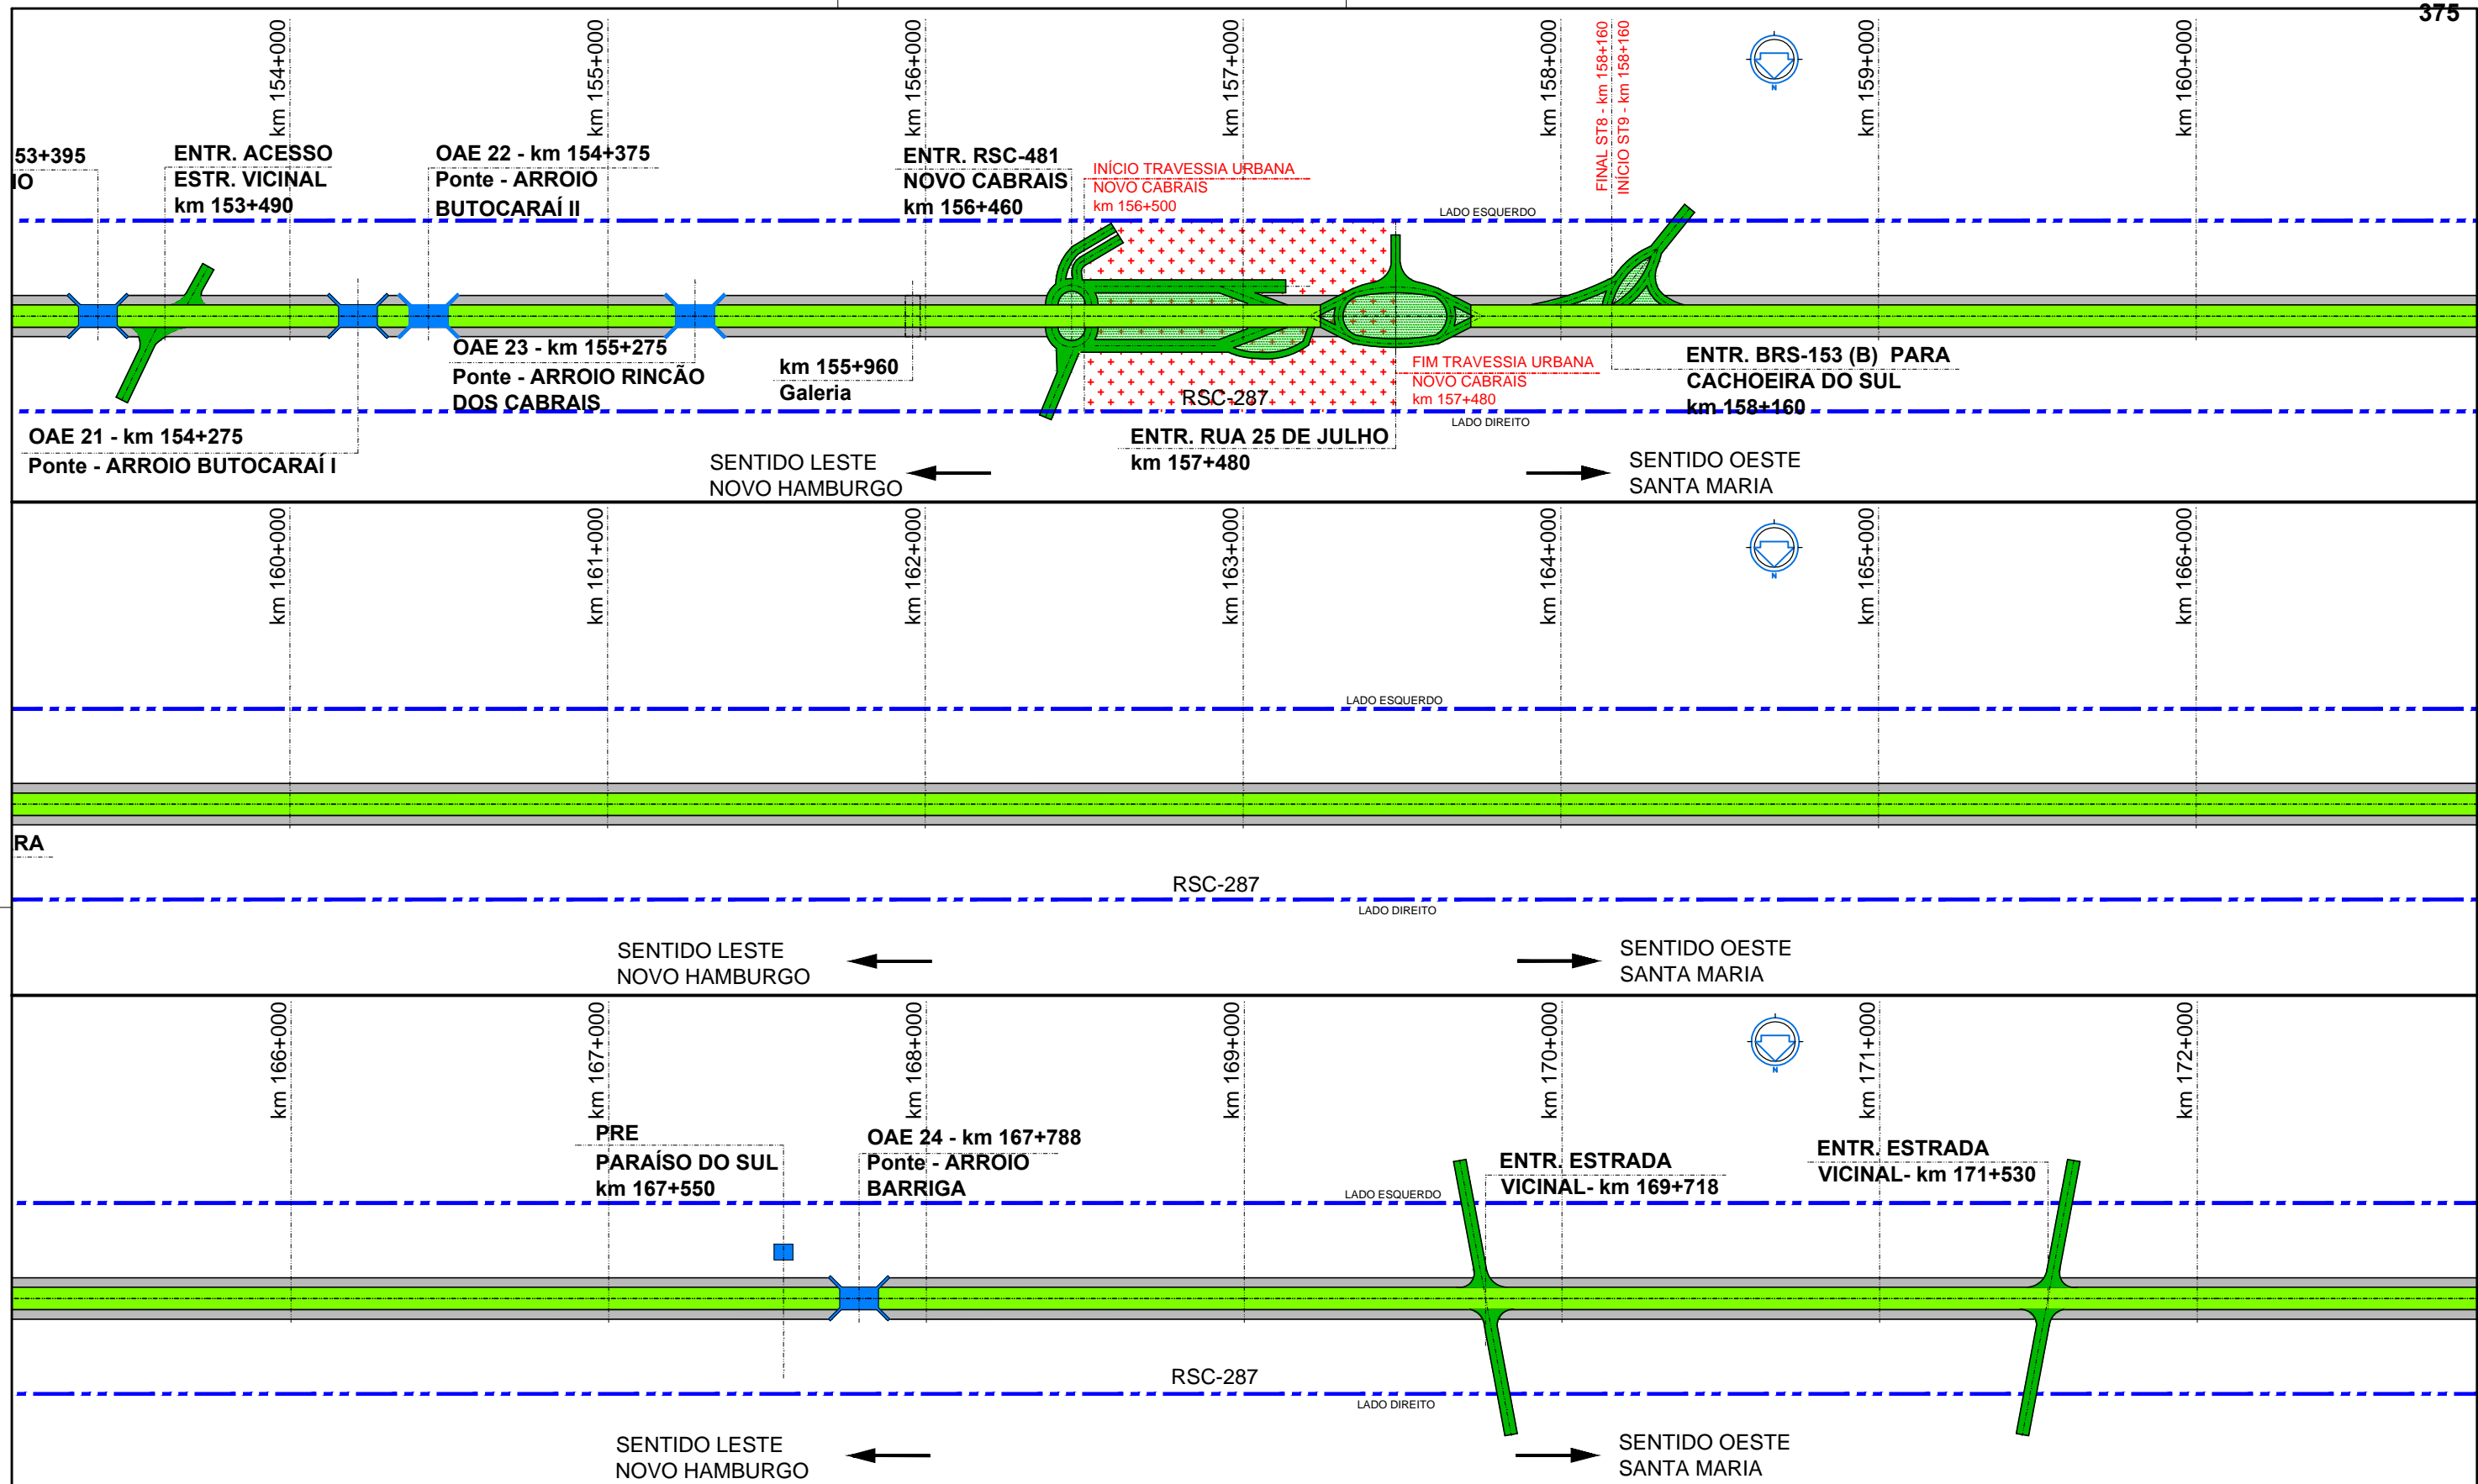 375
km 154+000
km 155+000
km 156+000
km 157+000
km 158+000
FINAL ST8 - km 158+160
INÍCIO ST9 - km 158+160
km 159+000
km 160+000
53+395
IO
ENTR. ACESSO
ESTR. VICINAL
km 153+490
OAE 22 - km 154+375
Ponte - ARROIO
BUTOCARAÍ II
ENTR. RSC-481
NOVO CABRAIS
km 156+460
INÍCIO TRAVESSIA URBANA
NOVO CABRAIS
km 156+500
LADO ESQUERDO
N
OAE 23 - km 155+275
Ponte - ARROIO RINCÃO
DOS CABRAIS
km 155+960
Galeria
RSC-287
FIM TRAVESSIA URBANA
NOVO CABRAIS
km 157+480
ENTR. BRS-153 (B) PARA
CACHOEIRA DO SUL
km 158+160
LADO DIREITO
OAE 21 - km 154+275
Ponte - ARROIO BUTOCARAÍ I
ENTR. RUA 25 DE JULHO
km 157+480
SENTIDO LESTE
NOVO HAMBURGO
SENTIDO OESTE
SANTA MARIA
km 160+000
km 161+000
km 162+000
km 163+000
km 164+000
km 165+000
km 166+000
N
LADO ESQUERDO
RA
RSC-287
LADO DIREITO
SENTIDO LESTE
NOVO HAMBURGO
SENTIDO OESTE
SANTA MARIA
km 166+000
km 167+000
km 168+000
km 169+000
km 170+000
km 171+000
km 172+000
N
PRE
PARAÍSO DO SUL
km 167+550
OAE 24 - km 167+788
Ponte - ARROIO
BARRIGA
LADO ESQUERDO
ENTR. ESTRADA
VICINAL- km 169+718
ENTR. ESTRADA
VICINAL- km 171+530
RSC-287
LADO DIREITO
SENTIDO LESTE
NOVO HAMBURGO
SENTIDO OESTE
SANTA MARIA